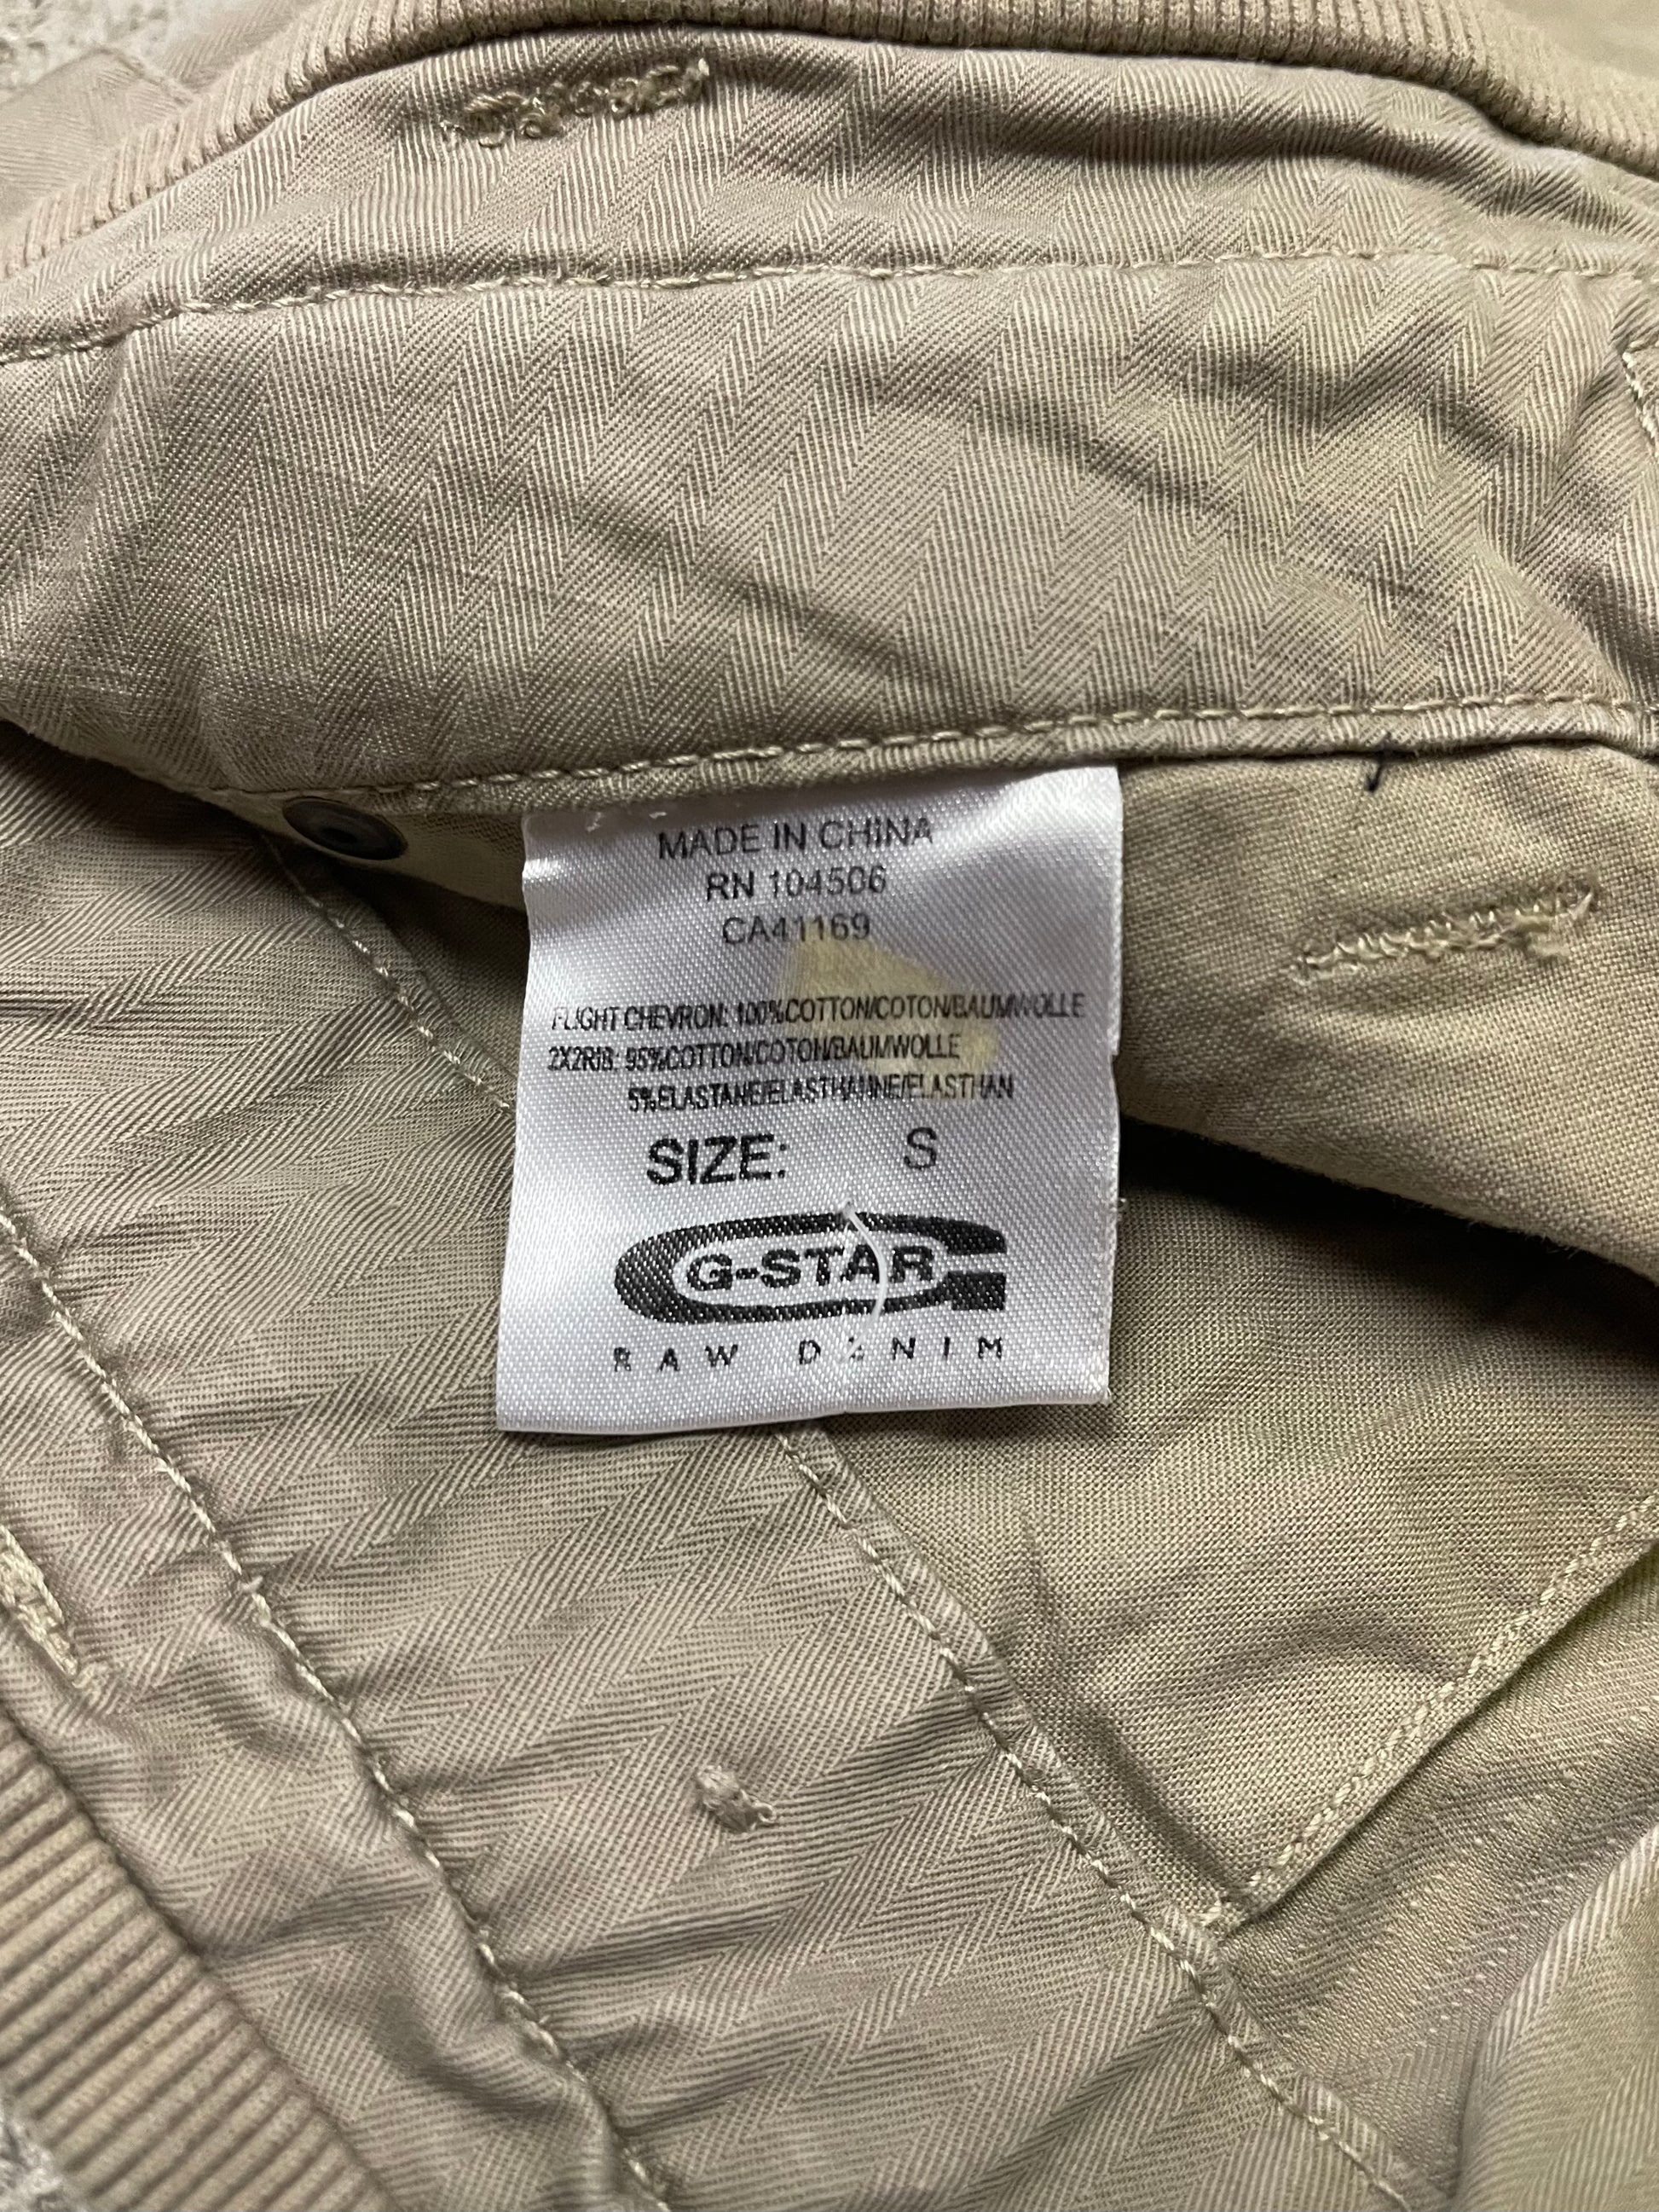 MADE IN CHINA
RN 104506
CA41169
FLIGHT CHEVRON: 100%COTTON/COTON/BAUMWOLLE
2X2RIB: 95%COTTON/COTON/BAUMWOLLE
5%ELASTANE/ELASTHANNE/ELASTHAN
SIZE: S
G-STAR
RAW DENIM